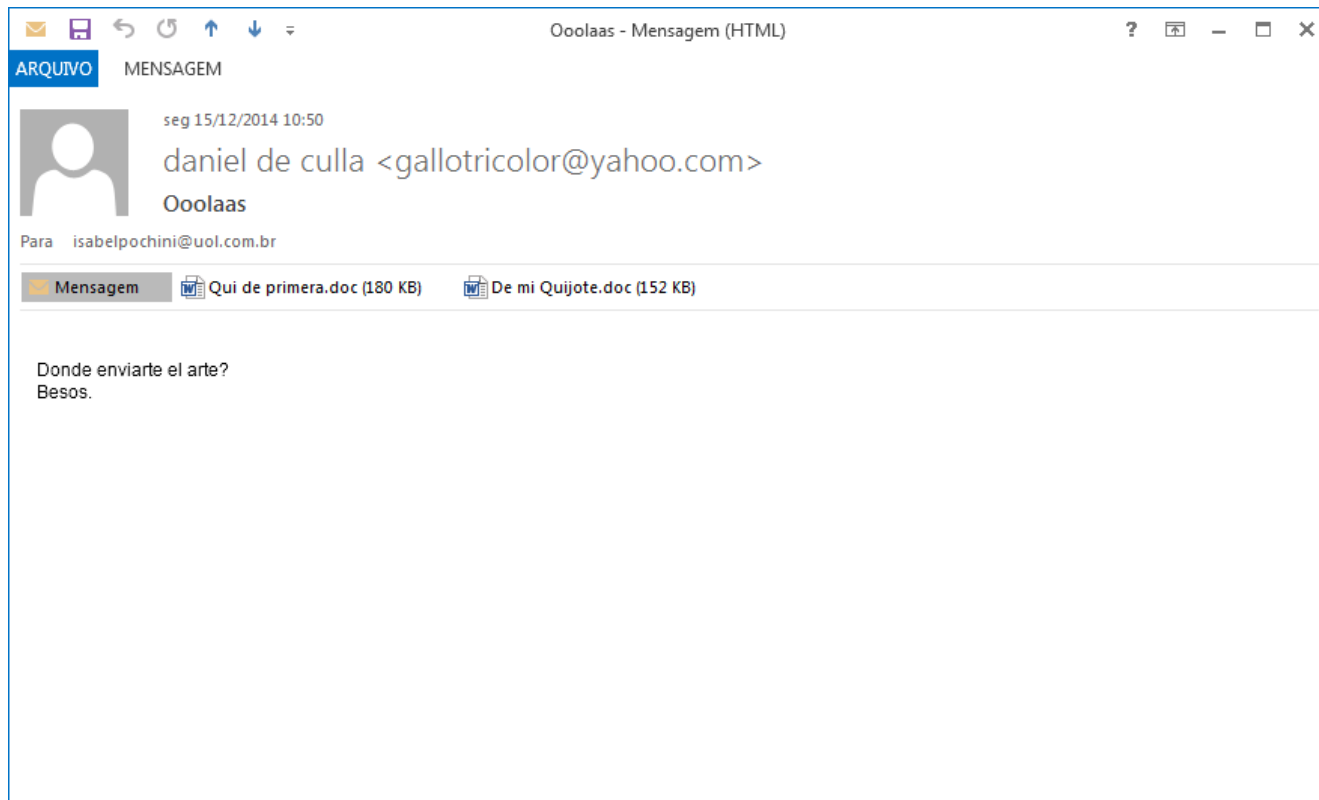 Ooolaas - Mensagem (HTML)
?
ARQUIVO MENSAGEM
seg 15/12/2014 10:50
daniel de culla <gallotricolor@yahoo.com>
Ooolaas
Para isabelpochini@uol.com.br
Mensagem Qui de primera.doc (180 KB) De mi Quijote.doc (152 KB)
Donde enviarte el arte?
Besos.